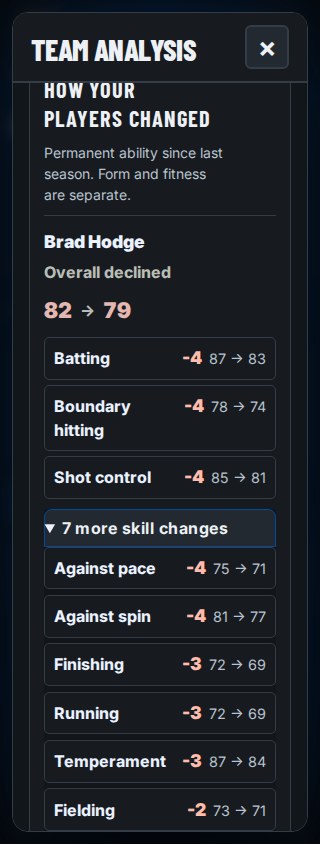 TEAM ANALYSIS ×
HOW YOUR
PLAYERS CHANGED
Permanent ability since last
season. Form and fitness
are separate.
Brad Hodge
Overall declined
82 → 79
Batting -4 87 → 83
Boundary -4 78 → 74
hitting
Shot control -4 85 → 81
▼ 7 more skill changes
Against pace -4 75 → 71
Against spin -4 81 → 77
Finishing -3 72 → 69
Running -3 72 → 69
Temperament -3 87 → 84
Fielding -2 73 → 71